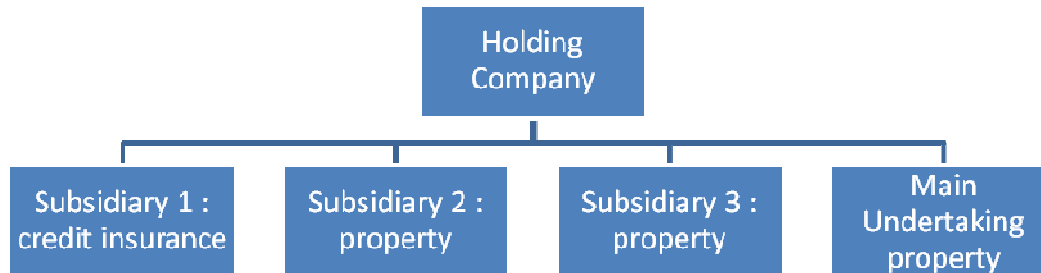 Holding
Company
Subsidiary 1 :
credit insurance
Subsidiary 2 :
property
Subsidiary 3 :
property
Main
Undertaking
property